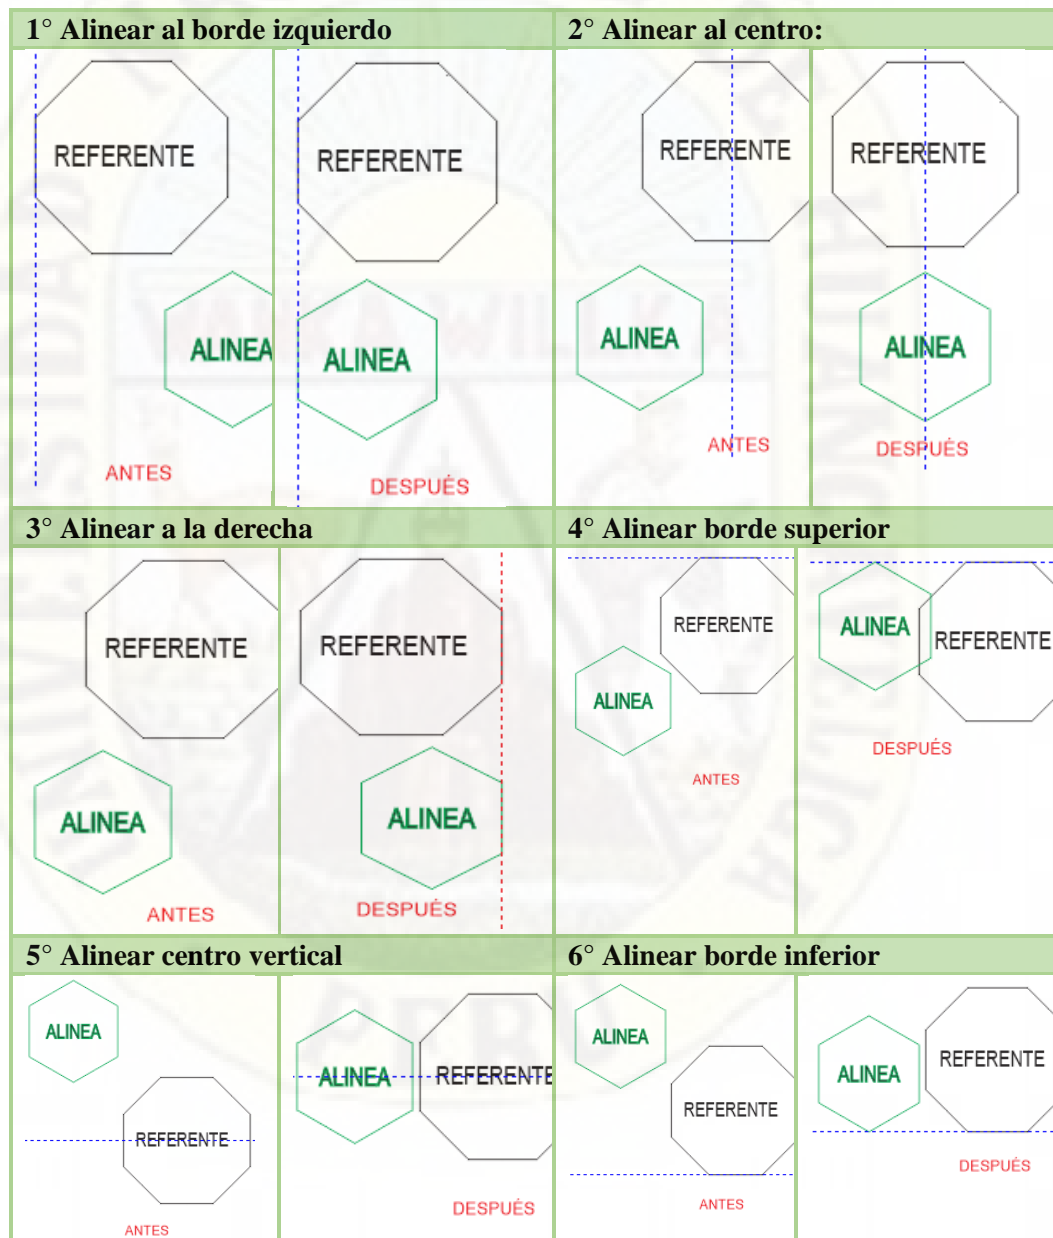 1° Alinear al borde izquierdo
2° Alinear al centro:
REFERENTE
ALINEA
ANTES
REFERENTE
ALINEA
DESPUÉS
REFERENTE
ALINEA
ANTES
REFERENTE
ALINEA
DESPUÉS
3° Alinear a la derecha
4° Alinear borde superior
REFERENTE
ALINEA
ANTES
REFERENTE
ALINEA
DESPUÉS
REFERENTE
ALINEA
ANTES
ALINEA
REFERENTE
DESPUÉS
5° Alinear centro vertical
6° Alinear borde inferior
ALINEA
REFERENTE
ANTES
ALINEA
REFERENTE
DESPUÉS
ALINEA
REFERENTE
ANTES
REFERENTE
ALINEA
DESPUÉS